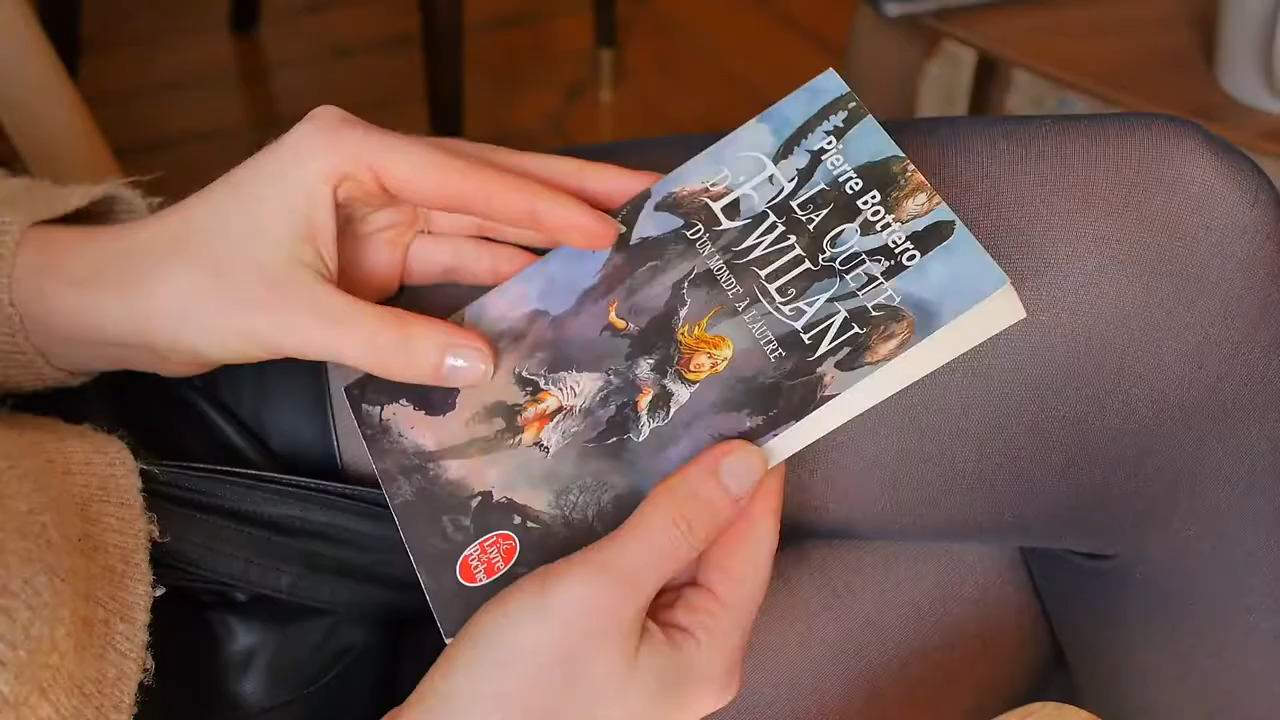 Pierre Bottero
LA QUÊTE
D'EWILAN
D'UN MONDE À L'AUTRE
Le
LIVRE
de
Poche